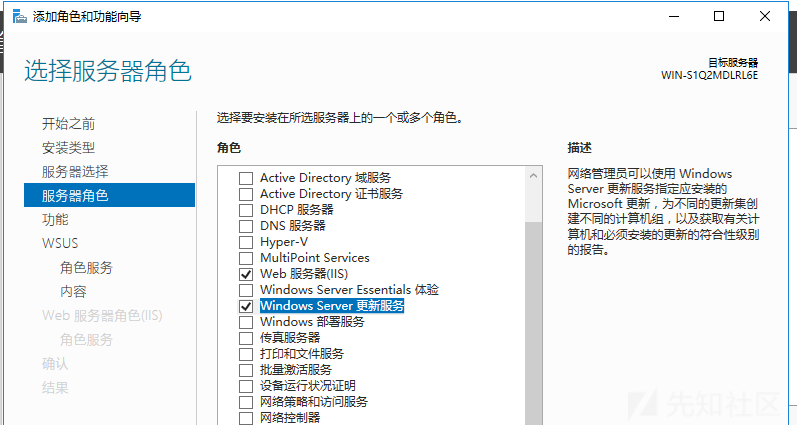 添加角色和功能向导
选择服务器角色
目标服务器
WIN-S1Q2MDLRL6E
开始之前
安装类型
服务器选择
服务器角色
功能
WSUS
角色服务
内容
Web 服务器角色(IIS)
角色服务
确认
结果
选择要安装在所选服务器上的一个或多个角色。
角色
Active Directory 域服务
Active Directory 证书服务
DHCP 服务器
DNS 服务器
Hyper-V
MultiPoint Services
Web 服务器(IIS)
Windows Server Essentials 体验
Windows Server 更新服务
Windows 部署服务
传真服务器
打印和文件服务
批量激活服务
设备运行状况证明
网络策略和访问服务
网络控制器
描述
网络管理员可以使用 Windows
Server 更新服务指定应安装的
Microsoft 更新，为不同的更新集创
建不同的计算机组，以及获取有关计
算机和必须安装的更新的符合性级别
的报告。
先知社区